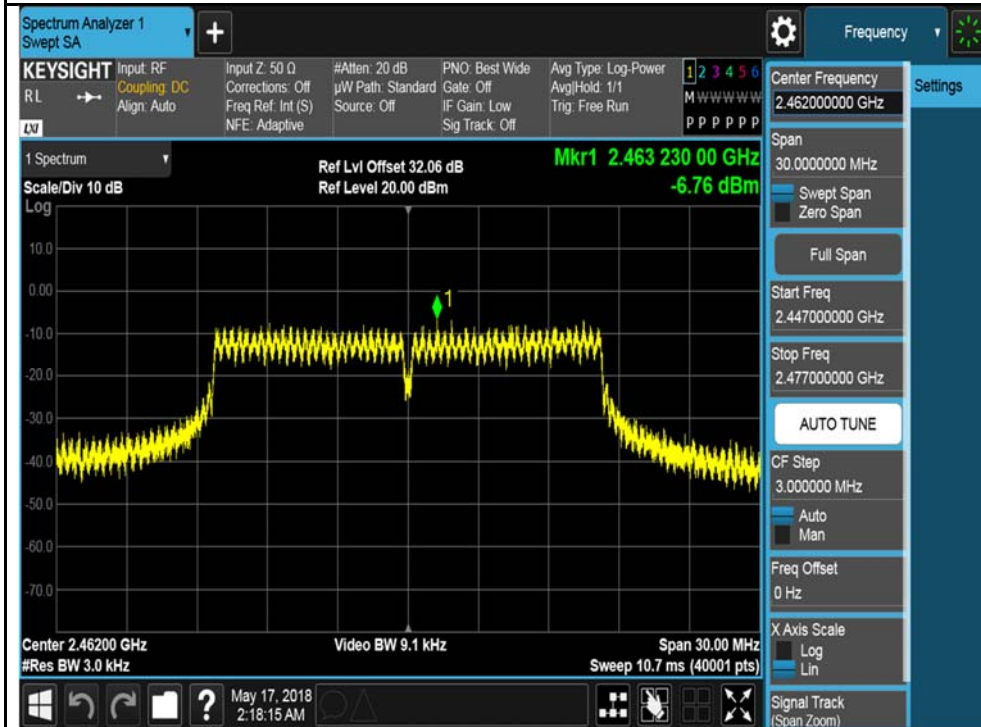 Spectrum Analyzer 1
Swept SA
+
Frequency
KEYSIGHT
RL
LXI
Input: RF
Coupling: DC
Align: Auto
Input Z: 50 Ω
Corrections: Off
Freq Ref: Int (S)
NFE: Adaptive
#Atten: 20 dB
µW Path: Standard
Source: Off
PNO: Best Wide
Gate: Off
IF Gain: Low
Sig Track: Off
Avg Type: Log-Power
Avg|Hold: 1/1
Trig: Free Run
1 2 3 4 5 6
M W W W W W
P P P P P P
1 Spectrum
Scale/Div 10 dB
Log
Ref Lvl Offset 32.06 dB
Ref Level 20.00 dBm
Mkr1 2.463 230 00 GHz
-6.76 dBm
10.0
0.00
-10.0
-20.0
-30.0
-40.0
-50.0
-60.0
-70.0
1
Center 2.46200 GHz
#Res BW 3.0 kHz
Video BW 9.1 kHz
Span 30.00 MHz
Sweep 10.7 ms (40001 pts)
?
May 17, 2018
2:18:15 AM
Center Frequency
2.462000000 GHz
Span
30.0000000 MHz
Swept Span
Zero Span
Full Span
Start Freq
2.447000000 GHz
Stop Freq
2.477000000 GHz
AUTO TUNE
CF Step
3.000000 MHz
Auto
Man
Freq Offset
0 Hz
X Axis Scale
Log
Lin
Signal Track
(Span Zoom)
Settings